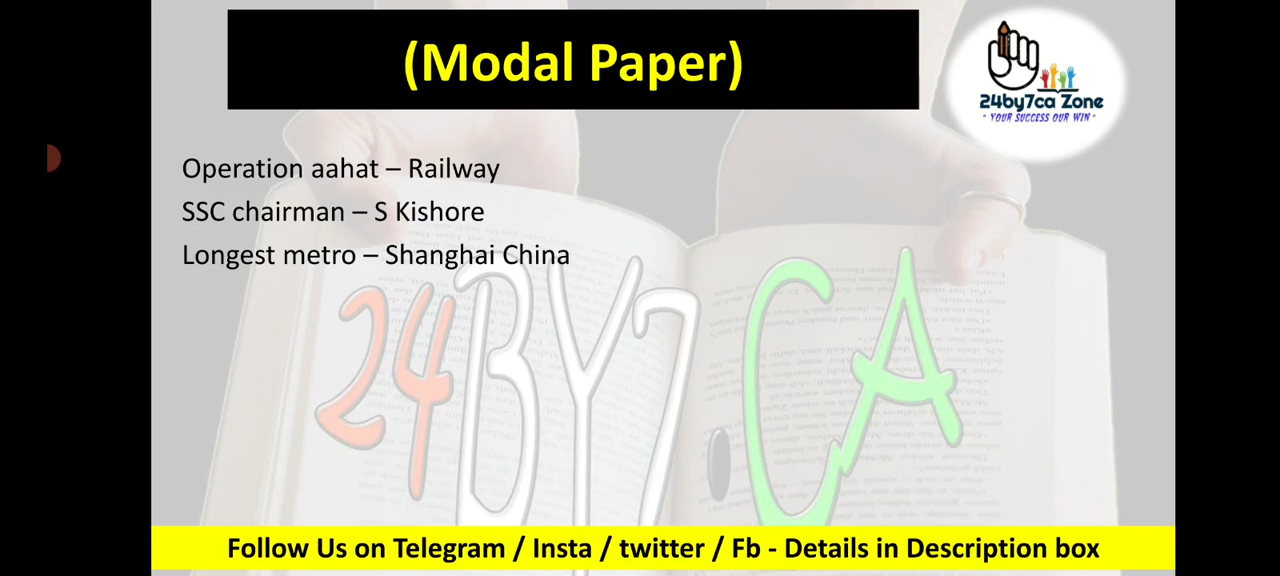 (Modal Paper)
24by7ca Zone
" YOUR SUCCESS OUR WIN "
Operation aahat – Railway
SSC chairman – S Kishore
Longest metro – Shanghai China
24BY7.CA
Follow Us on Telegram / Insta / twitter / Fb - Details in Description box